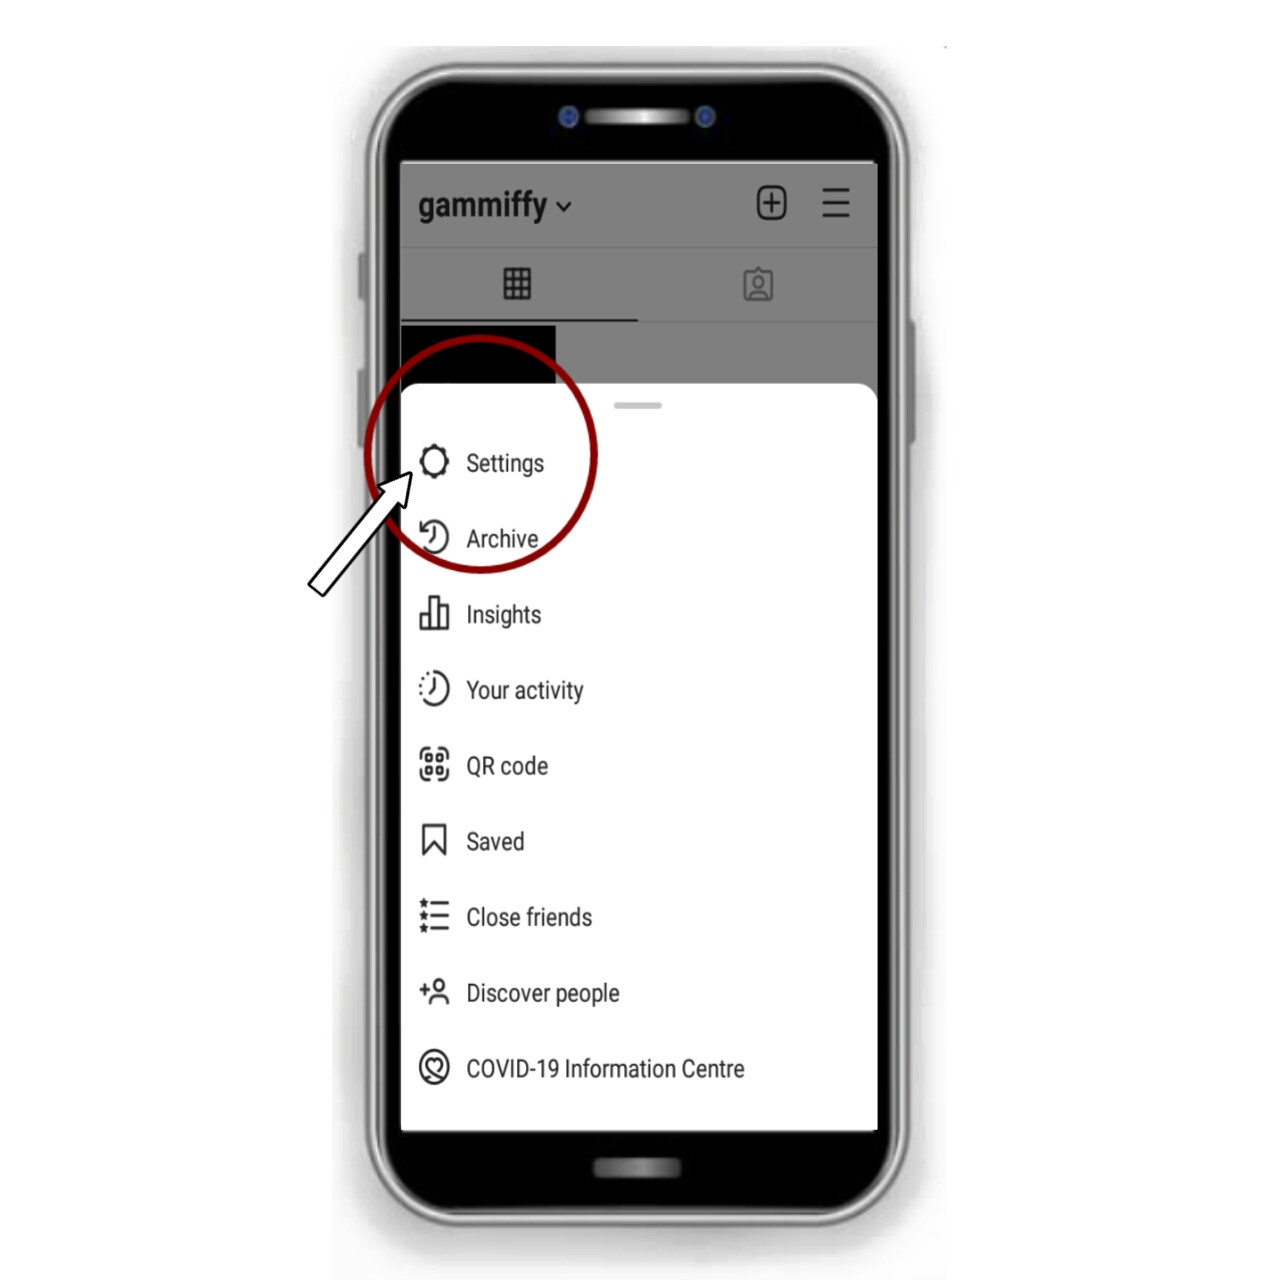 gammiffy
Settings
Archive
Insights
Your activity
QR code
Saved
Close friends
Discover people
COVID-19 Information Centre